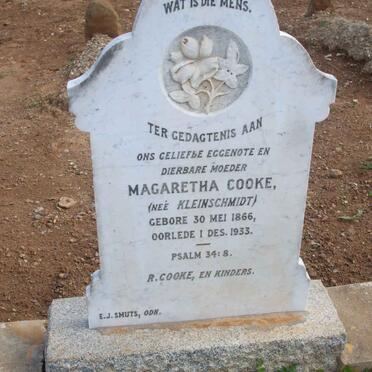 WAT IS DIE MENS.
TER GEDAGTENIS AAN
ONS GELIEFDE EGGENOTE EN
DIERBARE MOEDER
MAGARETHA COOKE,
(NEÉ KLEINSCHMIDT)
GEBORE 30 MEI 1866,
OORLEDE 1 DES. 1933.
PSALM 34:8.
R. COOKE, EN KINDERS.
E.J. SMUTS, ODN.